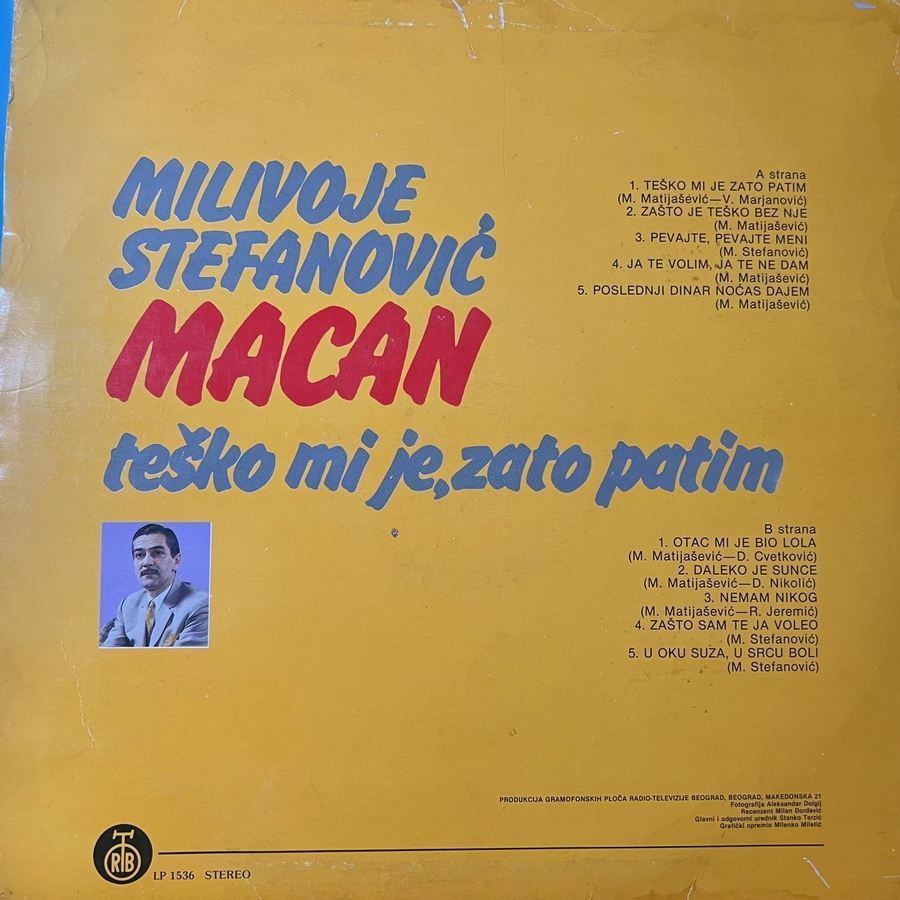 MILIVOJE
STEFANOVIĆ
MACAN
teško mi je, zato patim
A strana
1. TEŠKO MI JE ZATO PATIM
(M. Matijašević—V. Marjanović)
2. ZAŠTO JE TEŠKO BEZ NJE
(M. Matijašević)
3. PEVAJTE, PEVAJTE MENI
(M. Stefanović)
4. JA TE VOLIM, JA TE NE DAM
(M. Matijašević)
5. POSLEDNJI DINAR NOĆAS DAJEM
(M. Matijašević)
B strana
1. OTAC MI JE BIO LOLA
(M. Matijašević—D. Cvetković)
2. DALEKO JE SUNCE
(M. Matijašević—D. Nikolić)
3. NEMAM NIKOG
(M. Matijašević—R. Jeremić)
4. ZAŠTO SAM TE JA VOLEO
(M. Stefanović)
5. U OKU SUZA, U SRCU BOLI
(M. Stefanović)
PRODUKCIJA GRAMOFONSKIH PLOČA RADIO-TELEVIZIJE BEOGRAD, BEOGRAD, MAKEDONSKA 21
Fotografija Aleksandar Dolgij
Recenzent Milan Đorđević
Glavni i odgovorni urednik Stanko Terzić
Grafički opremio Milenko Miletić
RTB
LP 1536 STEREO